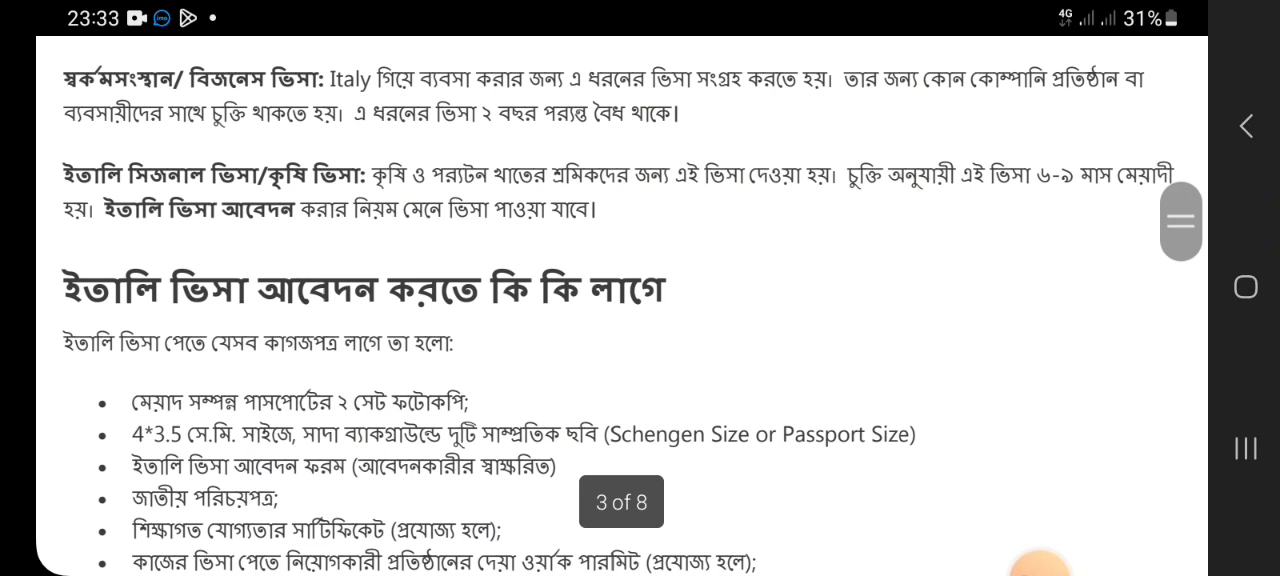 23:33
4G 31%
স্বর্কমসংস্থান/ বিজনেস ভিসা: Italy গিয়ে ব্যবসা করার জন্য এ ধরনের ভিসা সংগ্রহ করতে হয়। তার জন্য কোন কোম্পানি প্রতিষ্ঠান বা
ব্যবসায়ীদের সাথে চুক্তি থাকতে হয়। এ ধরনের ভিসা ২ বছর পর্যন্ত বৈধ থাকে।
ইতালি সিজনাল ভিসা/কৃষি ভিসা: কৃষি ও পর্যটন খাতের শ্রমিকদের জন্য এই ভিসা দেওয়া হয়। চুক্তি অনুযায়ী এই ভিসা ৬-৯ মাস মেয়াদী
হয়। ইতালি ভিসা আবেদন করার নিয়ম মেনে ভিসা পাওয়া যাবে।
ইতালি ভিসা আবেদন করতে কি কি লাগে
ইতালি ভিসা পেতে যেসব কাগজপত্র লাগে তা হলো:
• মেয়াদ সম্পন্ন পাসপোর্টের ২ সেট ফটোকপি;
• 4*3.5 সে.মি. সাইজে, সাদা ব্যাকগ্রাউন্ডে দুটি সাম্প্রতিক ছবি (Schengen Size or Passport Size)
• ইতালি ভিসা আবেদন ফরম (আবেদনকারীর স্বাক্ষরিত)
• জাতীয় পরিচয়পত্র;
3 of 8
• শিক্ষাগত যোগ্যতার সার্টিফিকেট (প্রযোজ্য হলে);
• কাজের ভিসা পেতে নিয়োগকারী প্রতিষ্ঠানের দেয়া ওয়ার্ক পারমিট (প্রযোজ্য হলে);